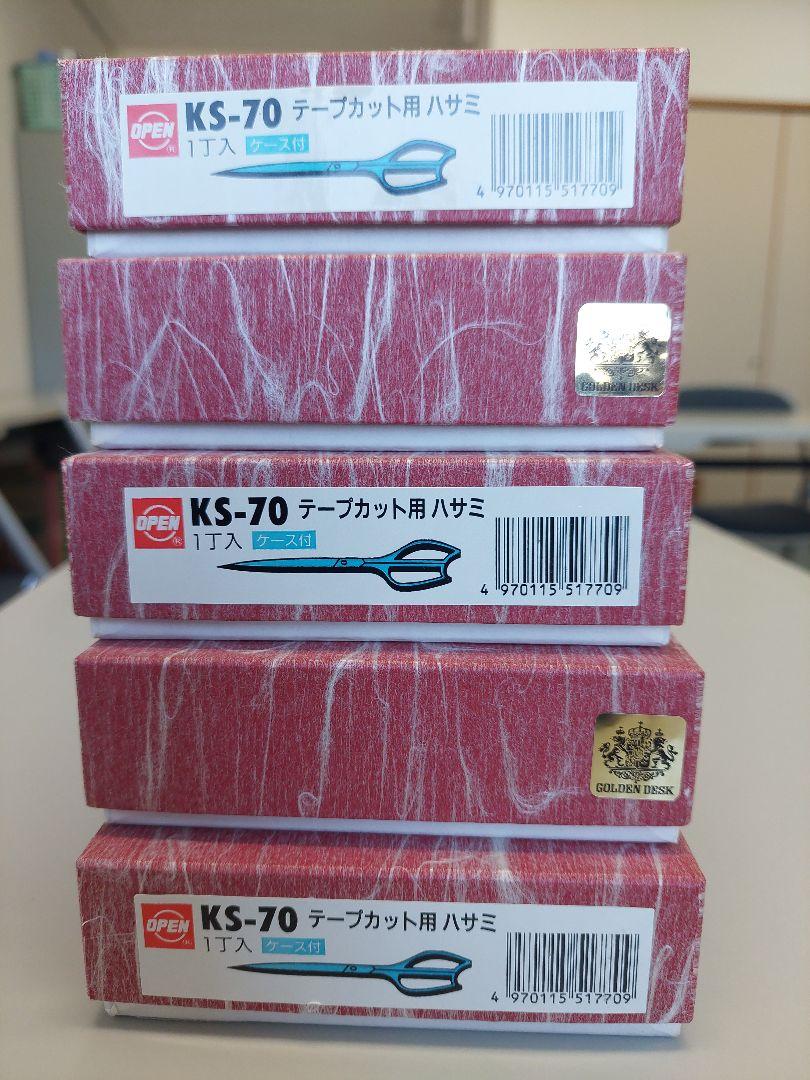 OPEN
KS-70 テープカット用 ハサミ
1丁入 ケース付
4 970115 517709
GOLDEN DESK
OPEN
KS-70 テープカット用 ハサミ
1丁入 ケース付
4 970115 517709
GOLDEN DESK
OPEN
KS-70 テープカット用 ハサミ
1丁入 ケース付
4 970115 517709